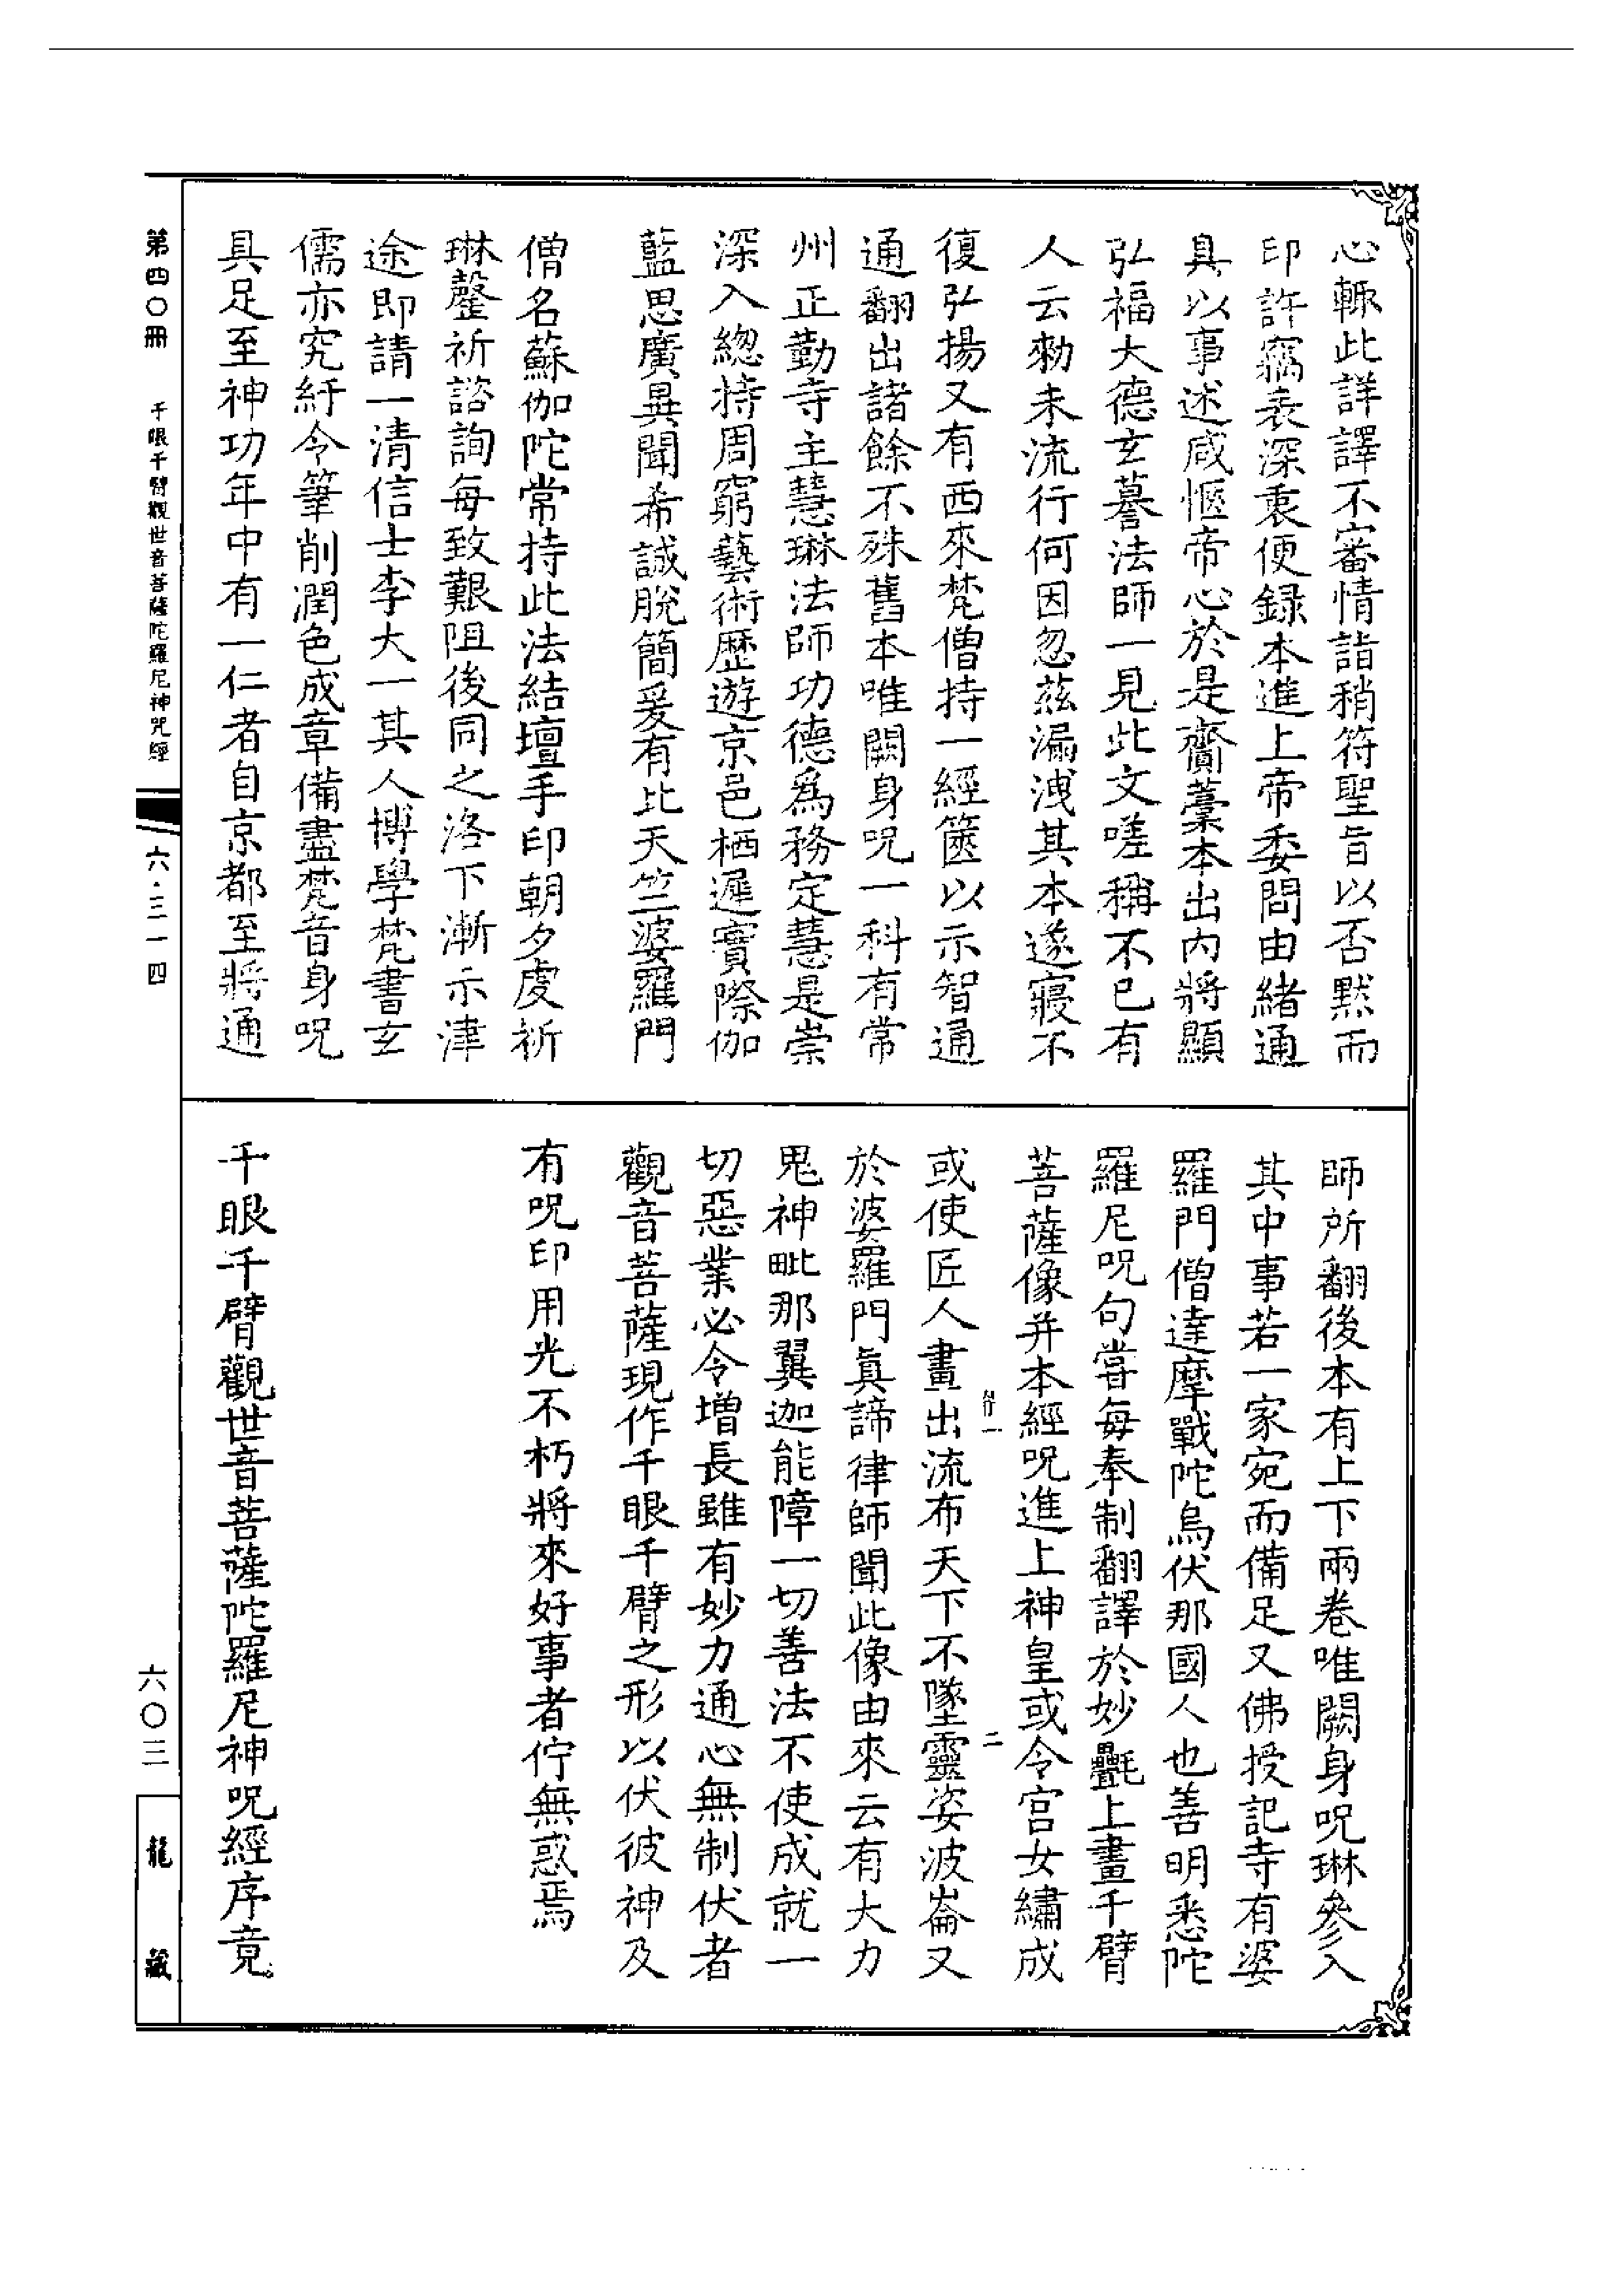 心輒此詳譯不審情詣稍符聖旨以否黙而
印許竊表深衷便録本進上帝委問由緒通
具以事述咸愜帝心於是齎藁本出内將顯
弘福大德玄暮法師一見此文嗟稱不已有
人云勑未流行何因忽茲漏洩其本遂寢不
復弘揚又有西來梵僧持一經篋以示智通
通翻出諸餘不殊舊本唯闕身呪一科有常
州正勤寺主慧琳法師功德爲務定慧是崇
深入緫持周窮藝術歴遊京邑栖遲實際伽
藍思廣異聞希誠脫簡爰有比天竺婆羅門
僧名蘇伽陀常持此法結壇手印朝夕虔祈
琳罄祈諮詢每致艱阻後同之洛下漸示津
途即請一清信士李大一其人博學梵書玄
儒亦究紆令筆削潤色成章備盡梵音身呪
具足至神功年中有一仁者自京都至將通
師所翻後本有上下兩卷唯闕身呪琳參入
其中事若一家宛而備足又佛授記寺有婆
羅門僧達摩戰陀烏伏那國人也善明悉陀
羅尼呪句嘗每奉制翻譯於妙氎上畫千臂
菩薩像并本經呪進上神皇或令宫女繡成
或使匠人畫出流布天下不墜靈姿波崙又
於婆羅門眞諦律師聞此像由來云有大力
鬼神毗那翼迦能障一切善法不使成就一
切惡業必令增長雖有妙力通心無制伏者
觀音菩薩現作千眼千臂之形以伏彼神及
有呪印用光不朽將來好事者佇無惑焉
千眼千臂觀世音菩薩陀羅尼神呪經序竟
第四〇冊
千眼千臂觀世音菩薩陀羅尼神咒經
六·三一四
六〇三
龍藏